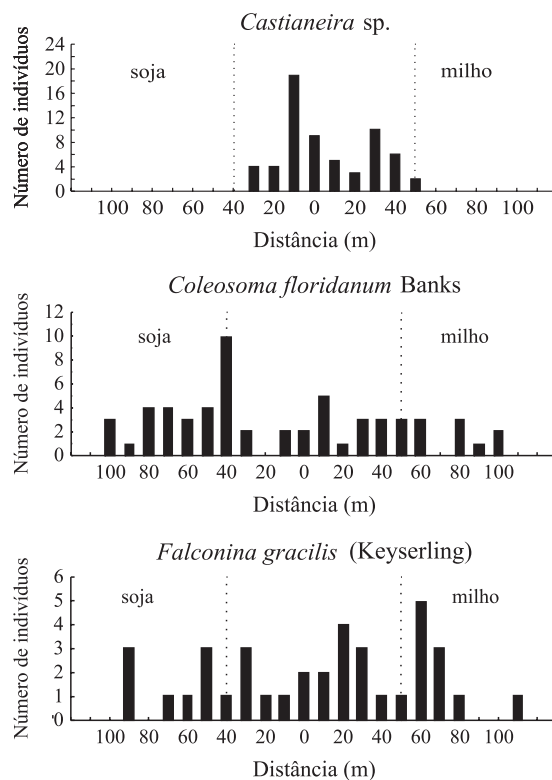 Castianeira sp.
Número de indivíduos
24
20
16
12
8
4
0
soja
milho
100 80 60 40 20 0 20 40 60 80 100
Distância (m)
Coleosoma floridanum Banks
Número de indivíduos
12
10
8
6
4
2
0
soja
milho
100 80 60 40 20 0 20 40 60 80 100
Distância (m)
Falconina gracilis (Keyserling)
Número de indivíduos
6
5
4
3
2
1
0
soja
milho
100 80 60 40 20 0 20 40 60 80 100
Distância (m)